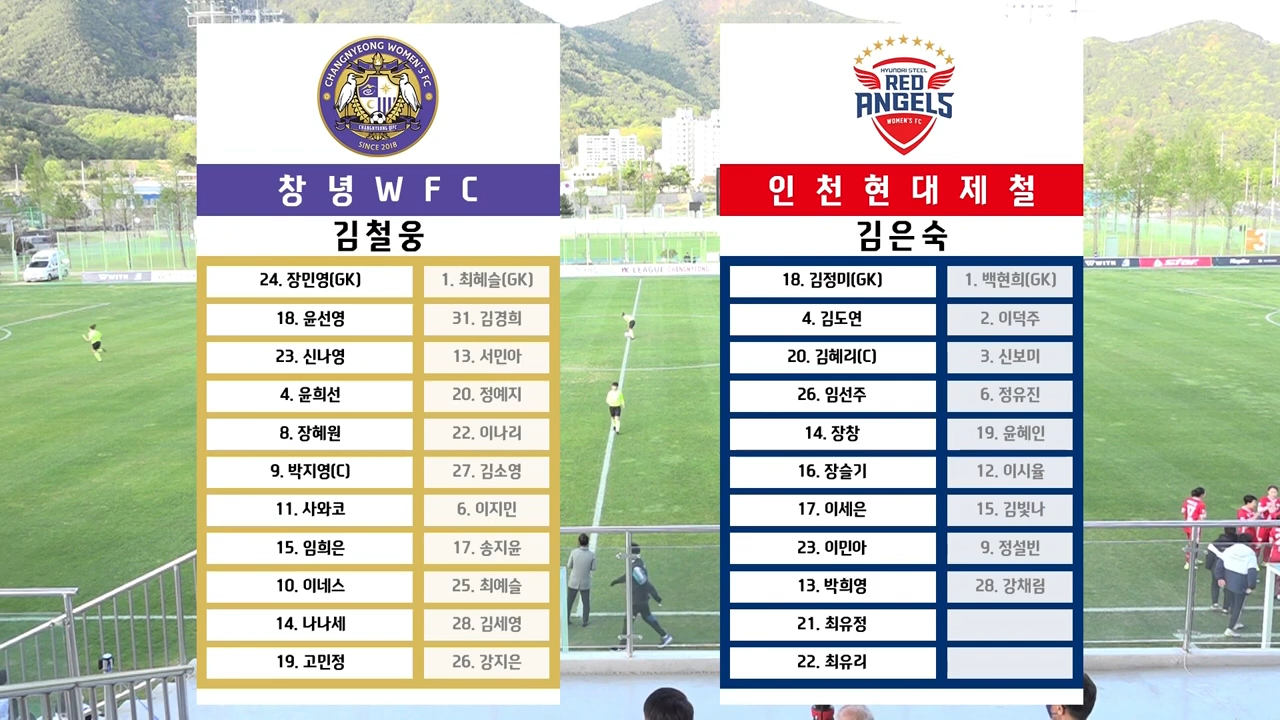 CHANGNYEONG WOMEN'S FC
CHANGNYEONG WFC
SINCE 2018
창녕WFC
김철웅
24. 장민영(GK) 1. 최혜슬(GK)
18. 윤선영 31. 김경희
23. 신나영 13. 서민아
4. 윤희선 20. 정예지
8. 장혜원 22. 이나리
9. 박지영(C) 27. 김소영
11. 사와코 6. 이지민
15. 임희은 17. 송지윤
10. 이네스 25. 최예슬
14. 나나세 28. 김세영
19. 고민정 26. 강지은
HYUNDAI STEEL
RED
ANGELS
WOMEN'S FC
인천현대제철
김은숙
18. 김정미(GK) 1. 백현희(GK)
4. 김도연 2. 이덕주
20. 김혜리(C) 3. 신보미
26. 임선주 6. 정유진
14. 장창 19. 윤혜인
16. 장슬기 12. 이시율
17. 이세은 15. 김빛나
23. 이민아 9. 정설빈
13. 박희영 28. 강채림
21. 최유정
22. 최유리
WK LEAGUE CHANGNYEONG
WITH
WITH
STAR